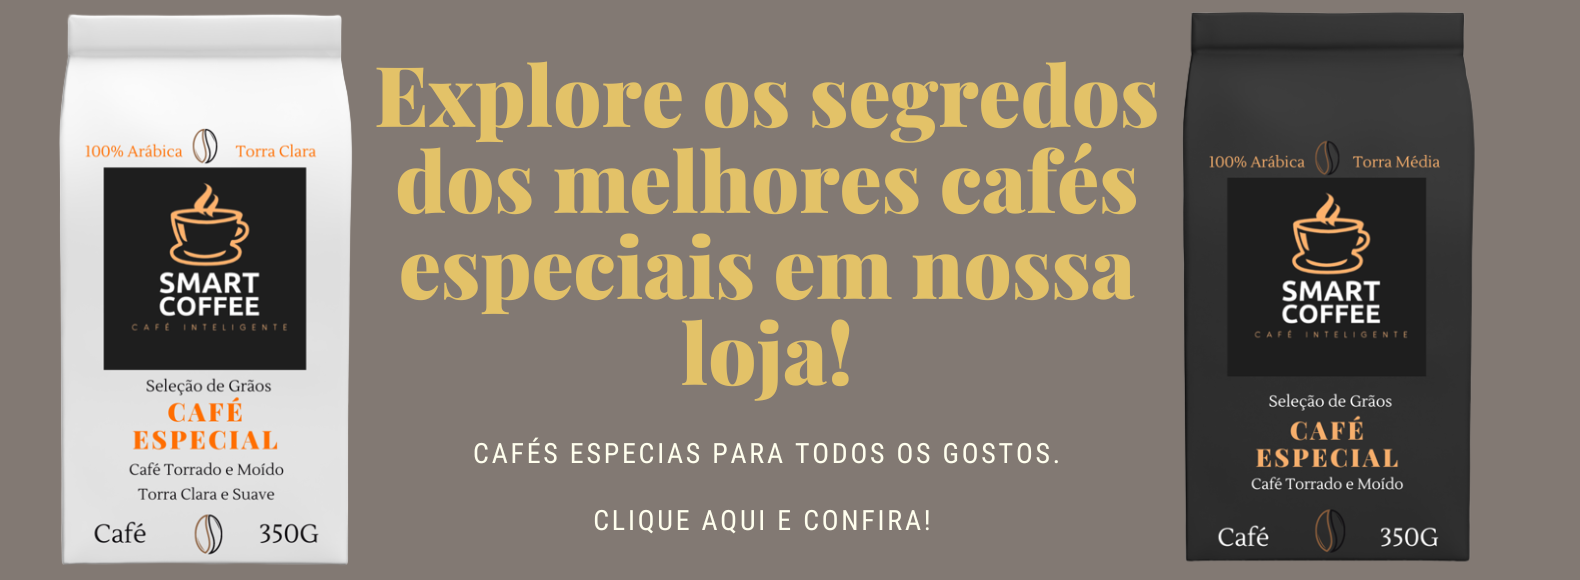 100% Arábica Torra Clara
SMART
COFFEE
CAFÉ INTELIGENTE
Seleção de Grãos
CAFÉ
ESPECIAL
Café Torrado e Moído
Torra Clara e Suave
Café 350G
Explore os segredos
dos melhores cafés
especiais em nossa
loja!
CAFÉS ESPECIAS PARA TODOS OS GOSTOS.
CLIQUE AQUI E CONFIRA!
100% Arábica Torra Média
SMART
COFFEE
CAFÉ INTELIGENTE
Seleção de Grãos
CAFÉ
ESPECIAL
Café Torrado e Moído
Café 350G